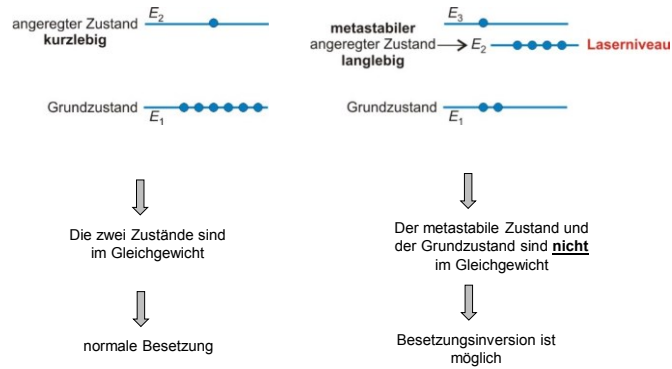 E2
angeregter Zustand
kurzlebig
Grundzustand
E1
Die zwei Zustände sind
im Gleichgewicht
normale Besetzung
E3
metastabiler
angeregter Zustand
langlebig
E2
Laserniveau
Grundzustand
E1
Der metastabile Zustand und
der Grundzustand sind nicht
im Gleichgewicht
Besetzungsinversion ist
möglich